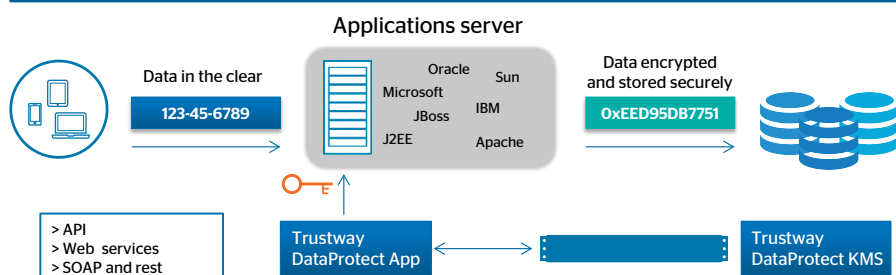 Applications server
Data in the clear
123-45-6789
Oracle
Sun
Microsoft
IBM
JBoss
J2EE
Apache
Data encrypted
and stored securely
0xEED95DB7751
> API
> Web services
> SOAP and rest
Trustway
DataProtect App
Trustway
DataProtect KMS